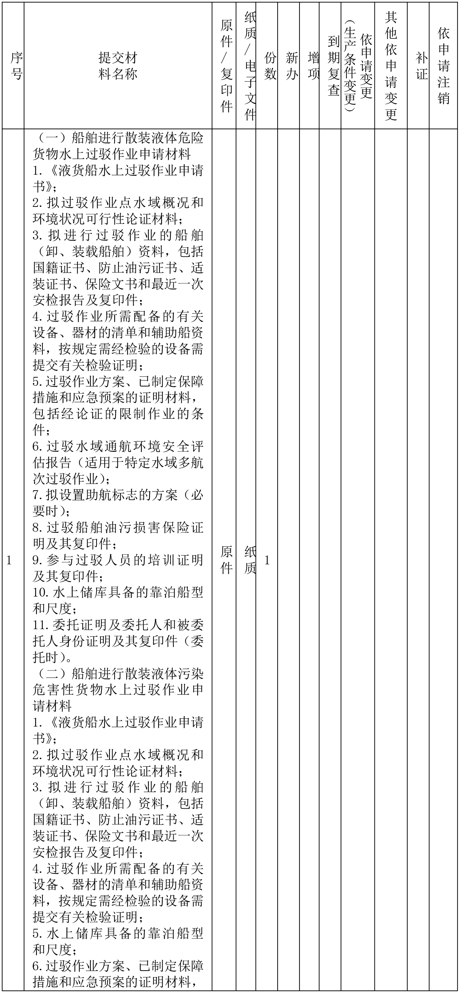 序号
提交材料名称
原件/复印件
纸质/电子文件
份数
新办
增项
到期复查
依申请变更
（生产条件变更）
其他依申请变更
补证
依申请注销
1
（一）船舶进行散装液体危险
货物水上过驳作业申请材料
1.《液货船水上过驳作业申请
书》；
2.拟过驳作业点水域概况和
环境状况可行性论证材料；
3.拟进行过驳作业的船舶
（卸、装载船舶）资料，包括
国籍证书、防止油污证书、适
装证书、保险文书和最近一次
安检报告及复印件；
4.过驳作业所需配备的有关
设备、器材的清单和辅助船资
料，按规定需经检验的设备需
提交有关检验证明；
5.过驳作业方案、已制定保障
措施和应急预案的证明材料，
包括经论证的限制作业的条
件；
6.过驳水域通航环境安全评
估报告（适用于特定水域多航
次过驳作业）；
7.拟设置助航标志的方案（必
要时）；
8.过驳船舶油污损害保险证
明及其复印件；
9.参与过驳人员的培训证明
及其复印件；
10.水上储库具备的靠泊船型
和尺度；
11.委托证明及委托人和被委
托人身份证明及其复印件（委
托时）。
（二）船舶进行散装液体污染
危害性货物水上过驳作业申
请材料
1.《液货船水上过驳作业申请
书》；
2.拟过驳作业点水域概况和
环境状况可行性论证材料；
3.拟进行过驳作业的船舶
（卸、装载船舶）资料，包括
国籍证书、防止油污证书、适
装证书、保险文书和最近一次
安检报告及复印件；
4.过驳作业所需配备的有关
设备、器材的清单和辅助船资
料，按规定需经检验的设备需
提交有关检验证明；
5.水上储库具备的靠泊船型
和尺度；
6.过驳作业方案、已制定保障
措施和应急预案的证明材料，
原件
纸质
1